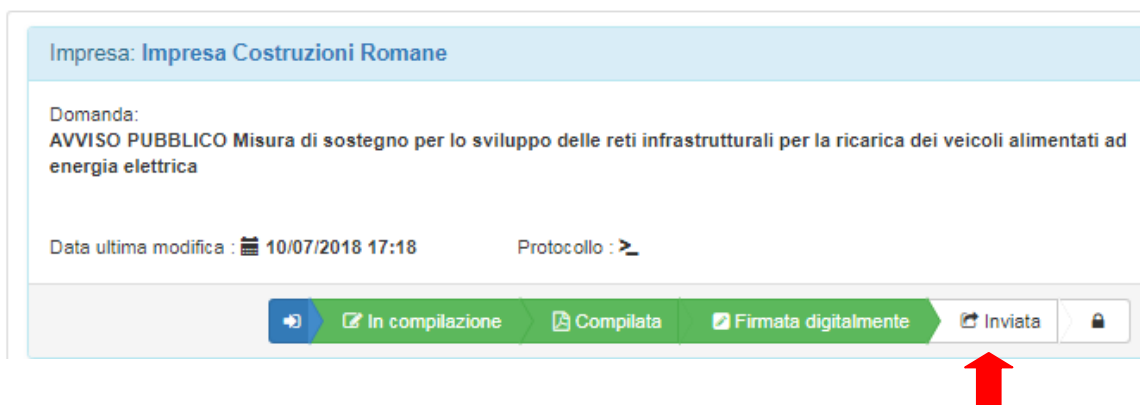 Impresa: Impresa Costruzioni Romane
Domanda:
AVVISO PUBBLICO Misura di sostegno per lo sviluppo delle reti infrastrutturali per la ricarica dei veicoli alimentati ad
energia elettrica
Data ultima modifica : 10/07/2018 17:18 Protocollo :
In compilazione Compilata Firmata digitalmente Inviata